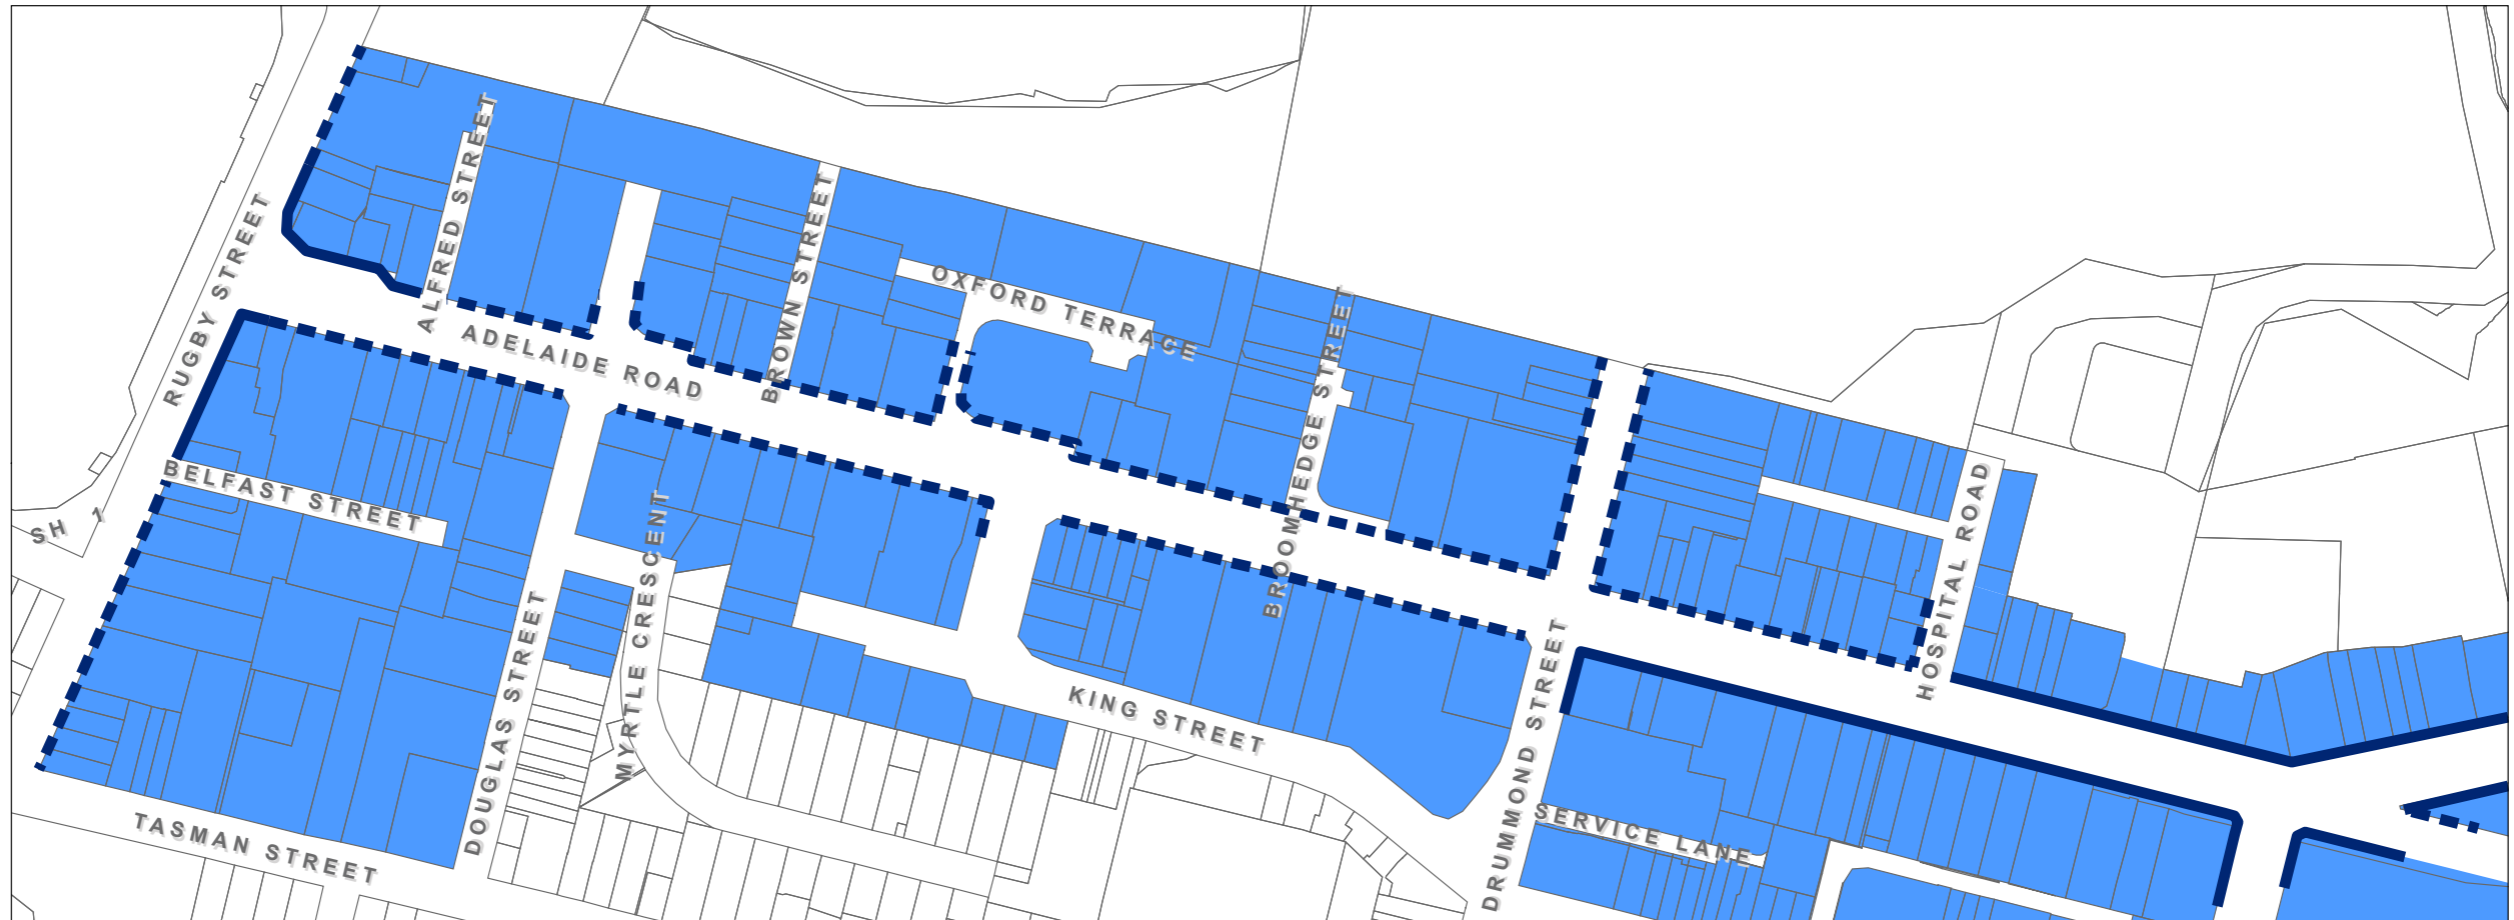 RUGBY STREET
ALFRED STREET
ADELAIDE ROAD
BROWN STREET
OXFORD TERRACE
BROOMHEDGE STREET
HOSPITAL ROAD
SH 1
BELFAST STREET
MYRTLE CRESCENT
DOUGLAS STREET
KING STREET
DRUMMOND STREET
TASMAN STREET
SERVICE LANE